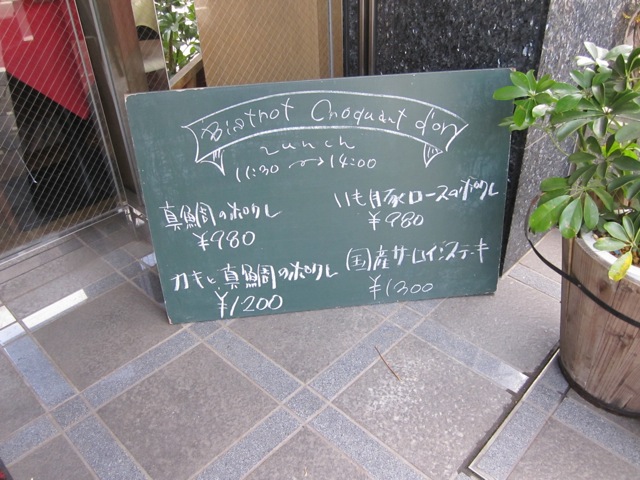 Bistrot Croquant d'or
Lunch
11:30 〜→ 14:00
真鯛のポワレ
¥980
カキと真鯛のポワレ
¥1200
いも豚ロースのポワレ
¥980
国産サーロインステーキ
¥1300